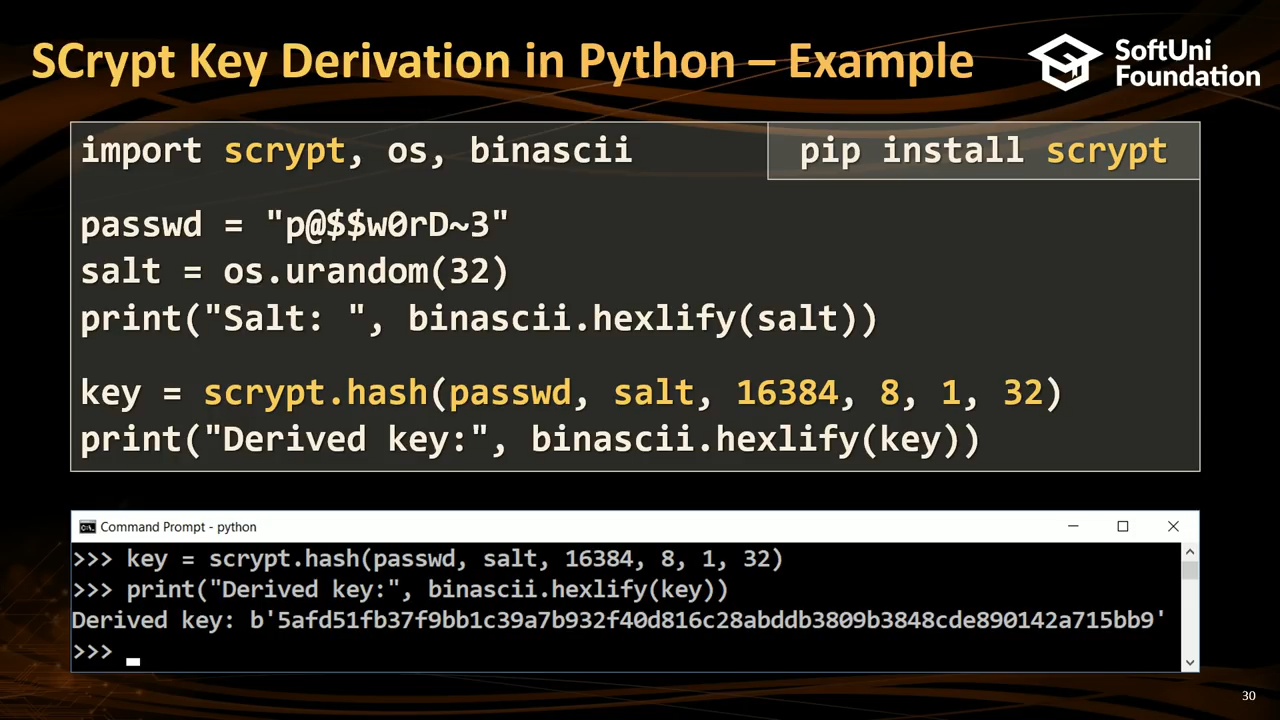 SCrypt Key Derivation in Python – Example
SoftUni
Foundation
import scrypt, os, binascii
pip install scrypt
passwd = "p@$$w0rD~3"
salt = os.urandom(32)
print("Salt: ", binascii.hexlify(salt))
key = scrypt.hash(passwd, salt, 16384, 8, 1, 32)
print("Derived key:", binascii.hexlify(key))
Command Prompt - python
>>> key = scrypt.hash(passwd, salt, 16384, 8, 1, 32)
>>> print("Derived key:", binascii.hexlify(key))
Derived key: b'5afd51fb37f9bb1c39a7b932f40d816c28abddb3809b3848cde890142a715bb9'
>>>
30